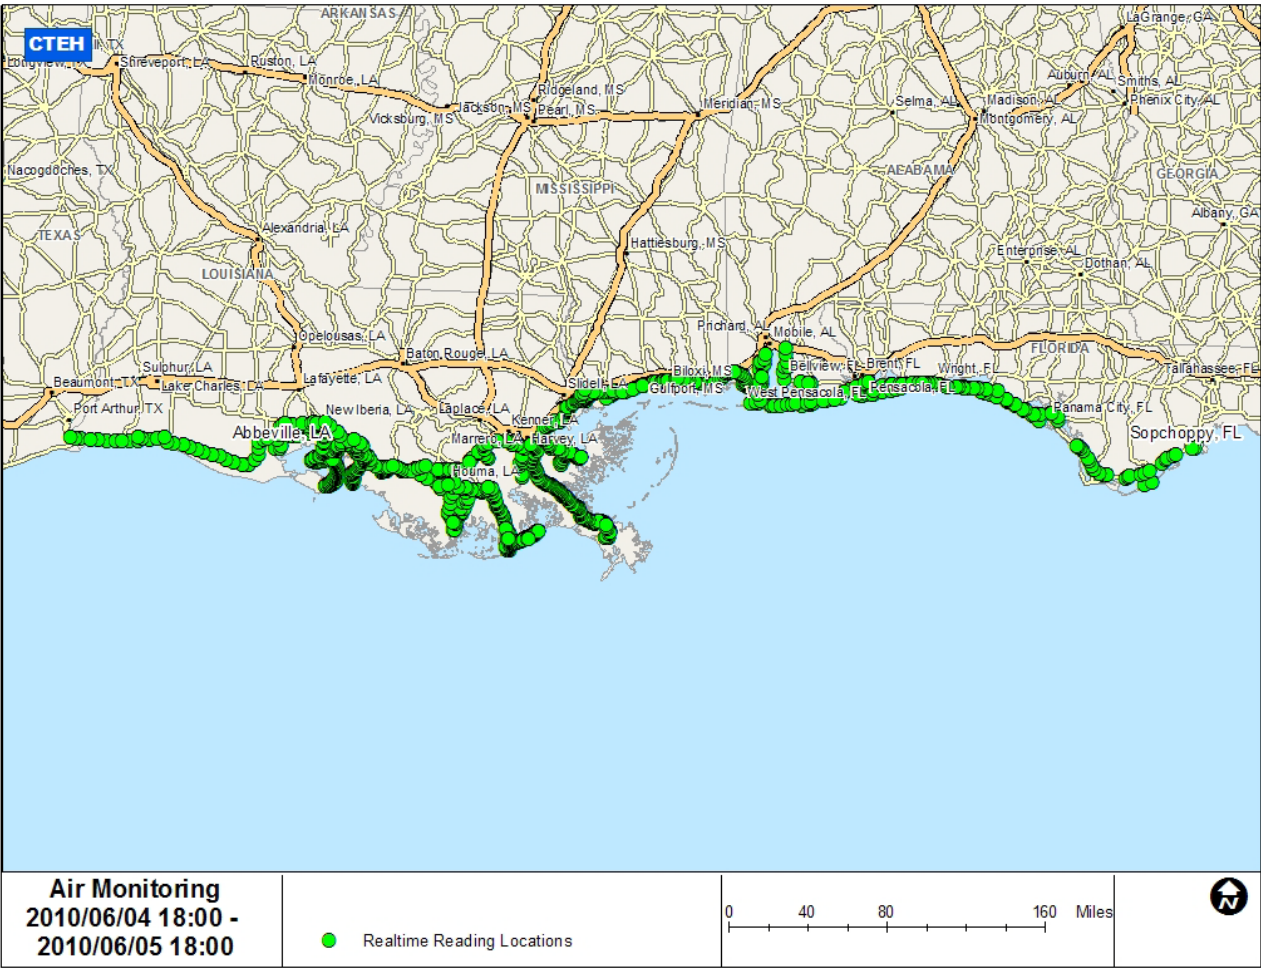 ARKANSAS
LaGrange, GA
CTEH
TX
Longview, TX
Shreveport, LA
Ruston, LA
Monroe, LA
Auburn, AL
Smiths, AL
Ridgeland, MS
Jackson, MS
Pearl, MS
Meridian, MS
Selma, AL
Madison, AL
Phenix City, AL
Vicksburg, MS
Montgomery, AL
Nacogdoches, TX
MISSISSIPPI
ALABAMA
GEORGIA
Albany, GA
TEXAS
Alexandria, LA
Hattiesburg, MS
Enterprise, AL
Dothan, AL
LOUISIANA
Prichard, AL
Mobile, AL
Opelousas, LA
FLORIDA
Baton Rouge, LA
Sulphur, LA
Bellview, FL
Brent, FL
Wright, FL
Tallahassee, FL
Biloxi, MS
Beaumont, TX
Lake Charles, LA
Lafayette, LA
Slidell, LA
Gulfport, MS
West Pensacola, FL
Pensacola, FL
Port Arthur, TX
New Iberia, LA
Laplace, LA
Kenner, LA
Panama City, FL
Abbeville, LA
Marrero, LA
Harvey, LA
Sopchoppy, FL
Houma, LA
Air Monitoring
2010/06/04 18:00 -
2010/06/05 18:00
Realtime Reading Locations
0 40 80 160 Miles
N